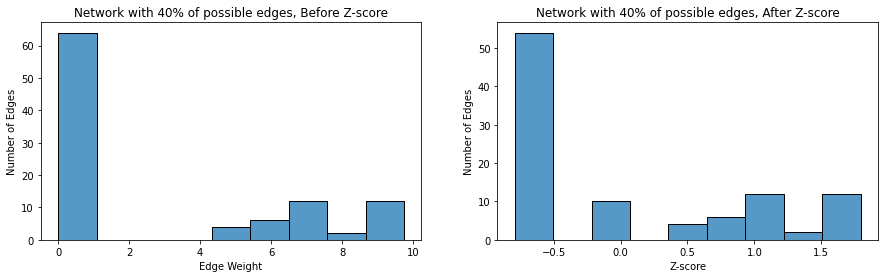 Network with 40% of possible edges, Before Z-score
Number of Edges
60
50
40
30
20
10
0
0 2 4 6 8 10
Edge Weight
Network with 40% of possible edges, After Z-score
Number of Edges
50
40
30
20
10
0
−0.5 0.0 0.5 1.0 1.5
Z-score